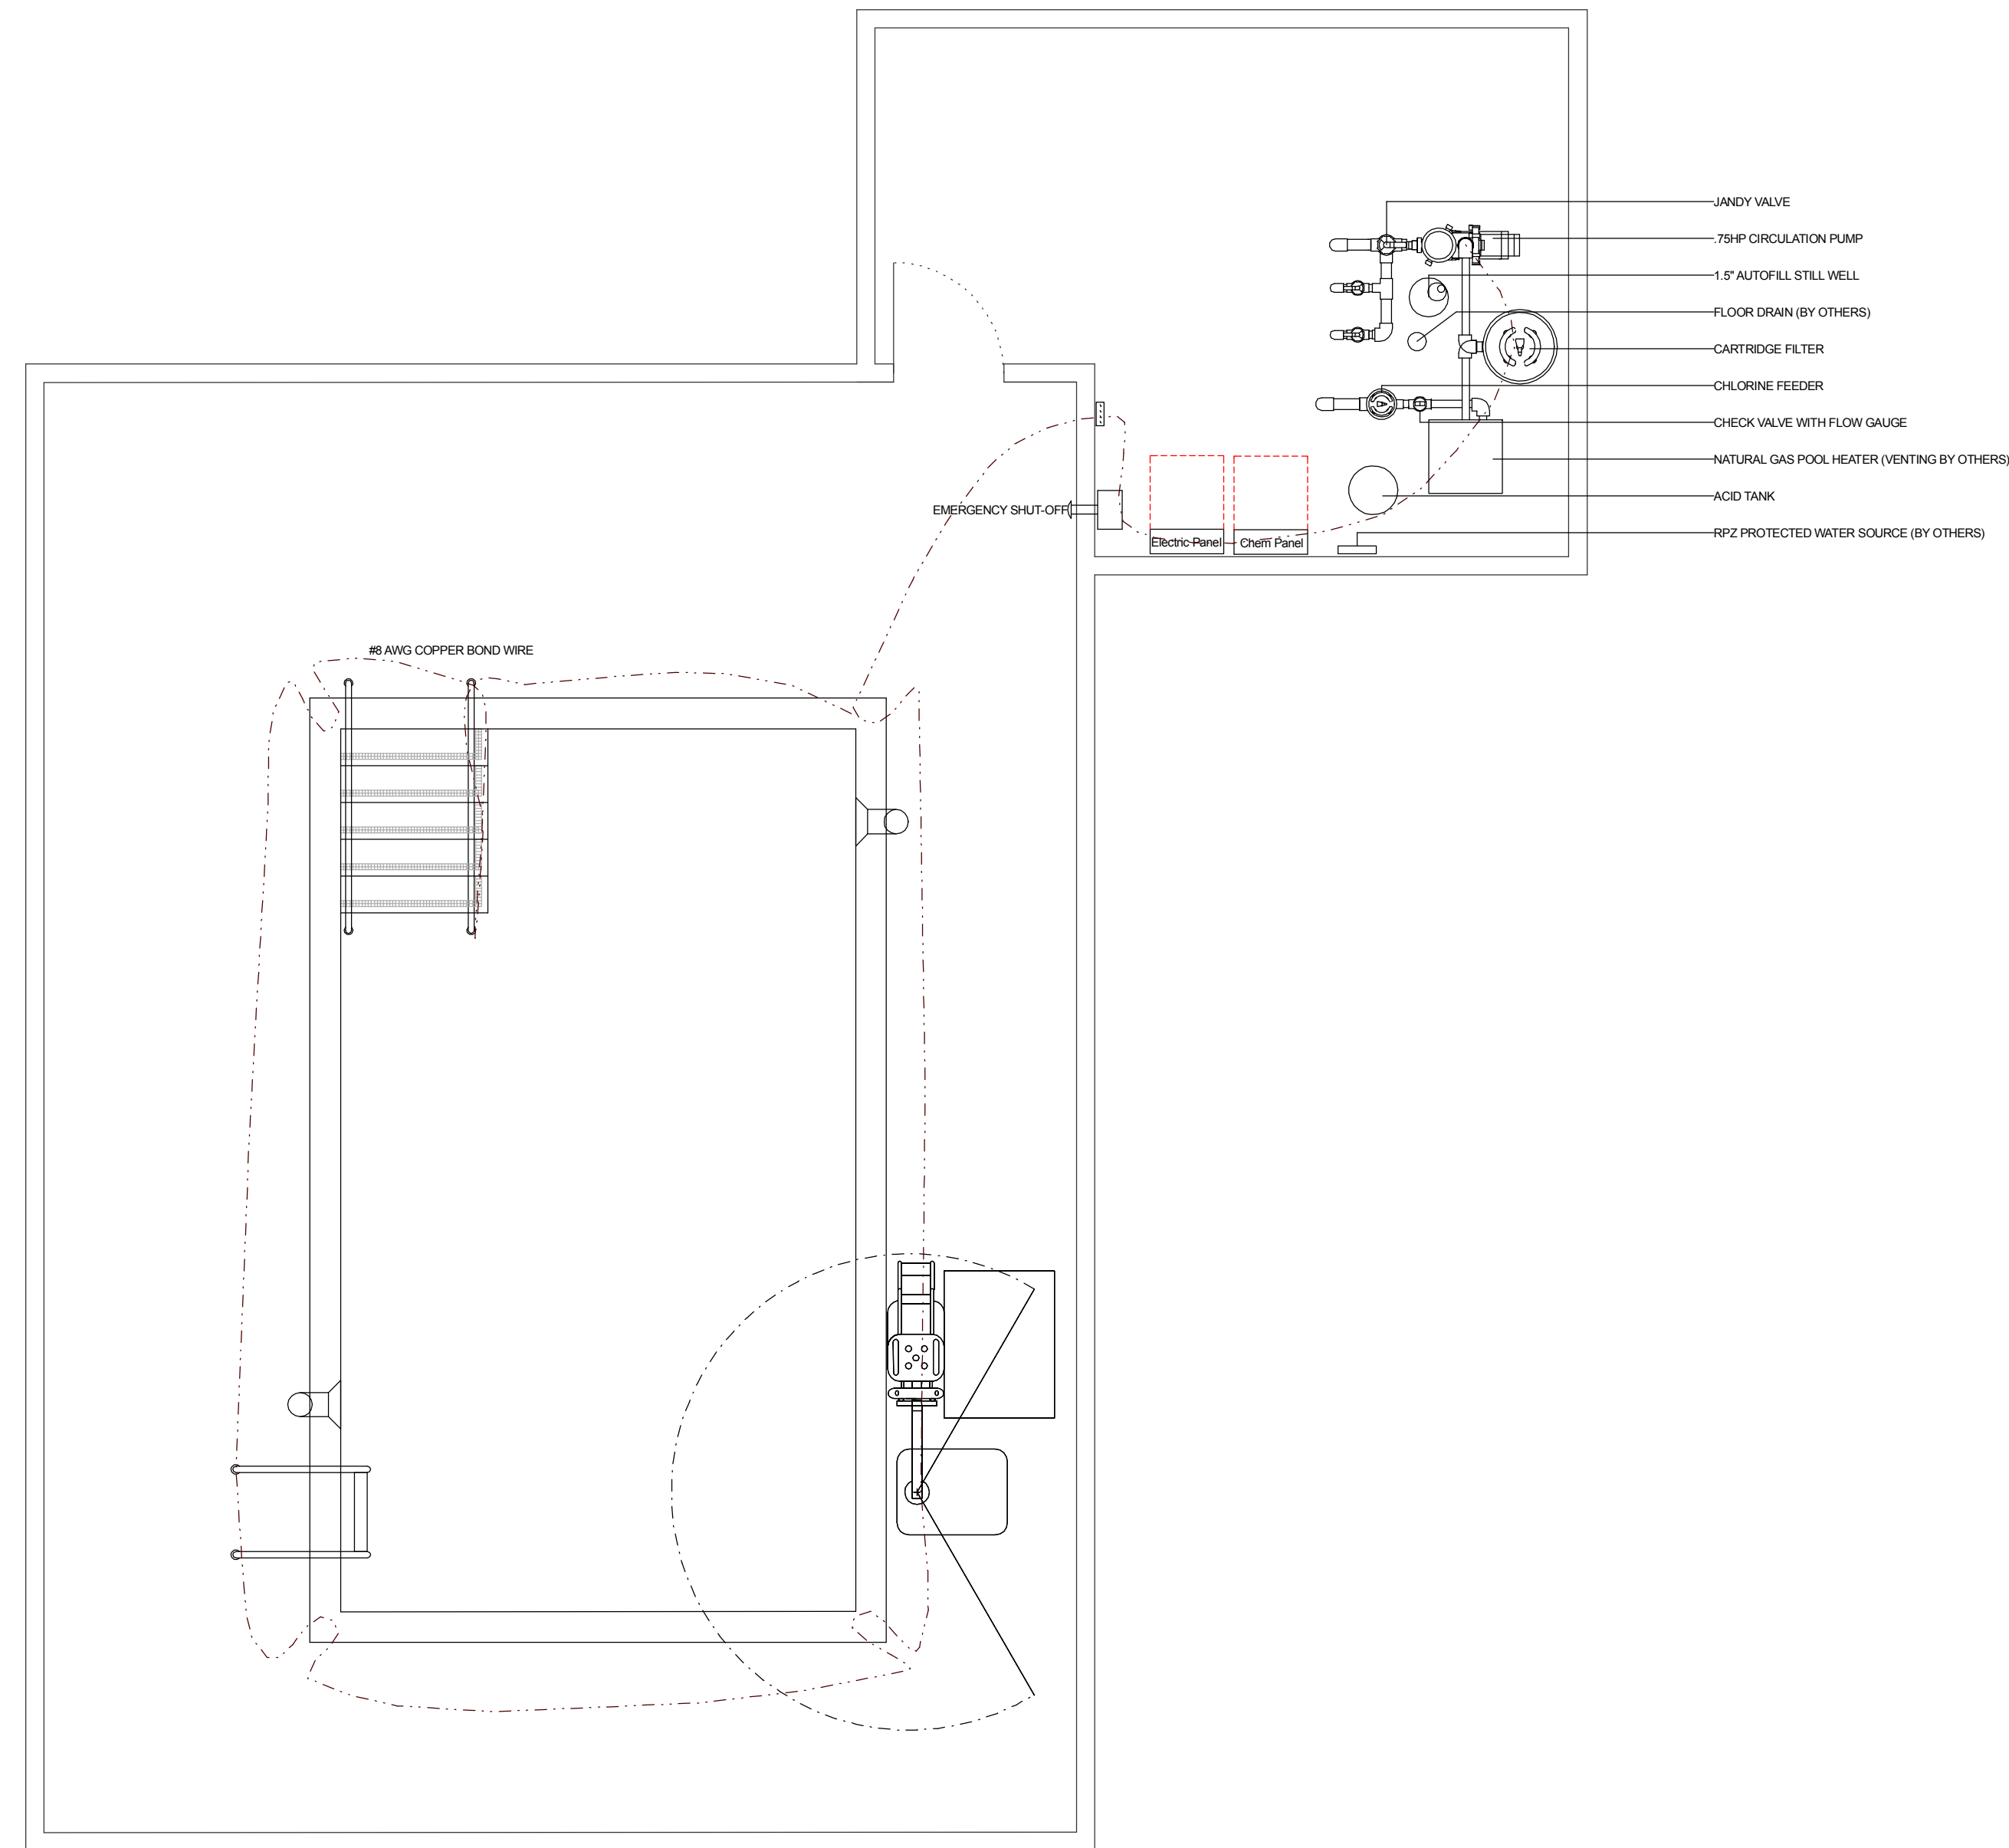 JANDY VALVE
.75HP CIRCULATION PUMP
1.5" AUTOFILL STILL WELL
FLOOR DRAIN (BY OTHERS)
CARTRIDGE FILTER
CHLORINE FEEDER
CHECK VALVE WITH FLOW GAUGE
NATURAL GAS POOL HEATER (VENTING BY OTHERS)
ACID TANK
EMERGENCY SHUT-OFF
RPZ PROTECTED WATER SOURCE (BY OTHERS)
Electric Panel
Chem Panel
#8 AWG COPPER BOND WIRE